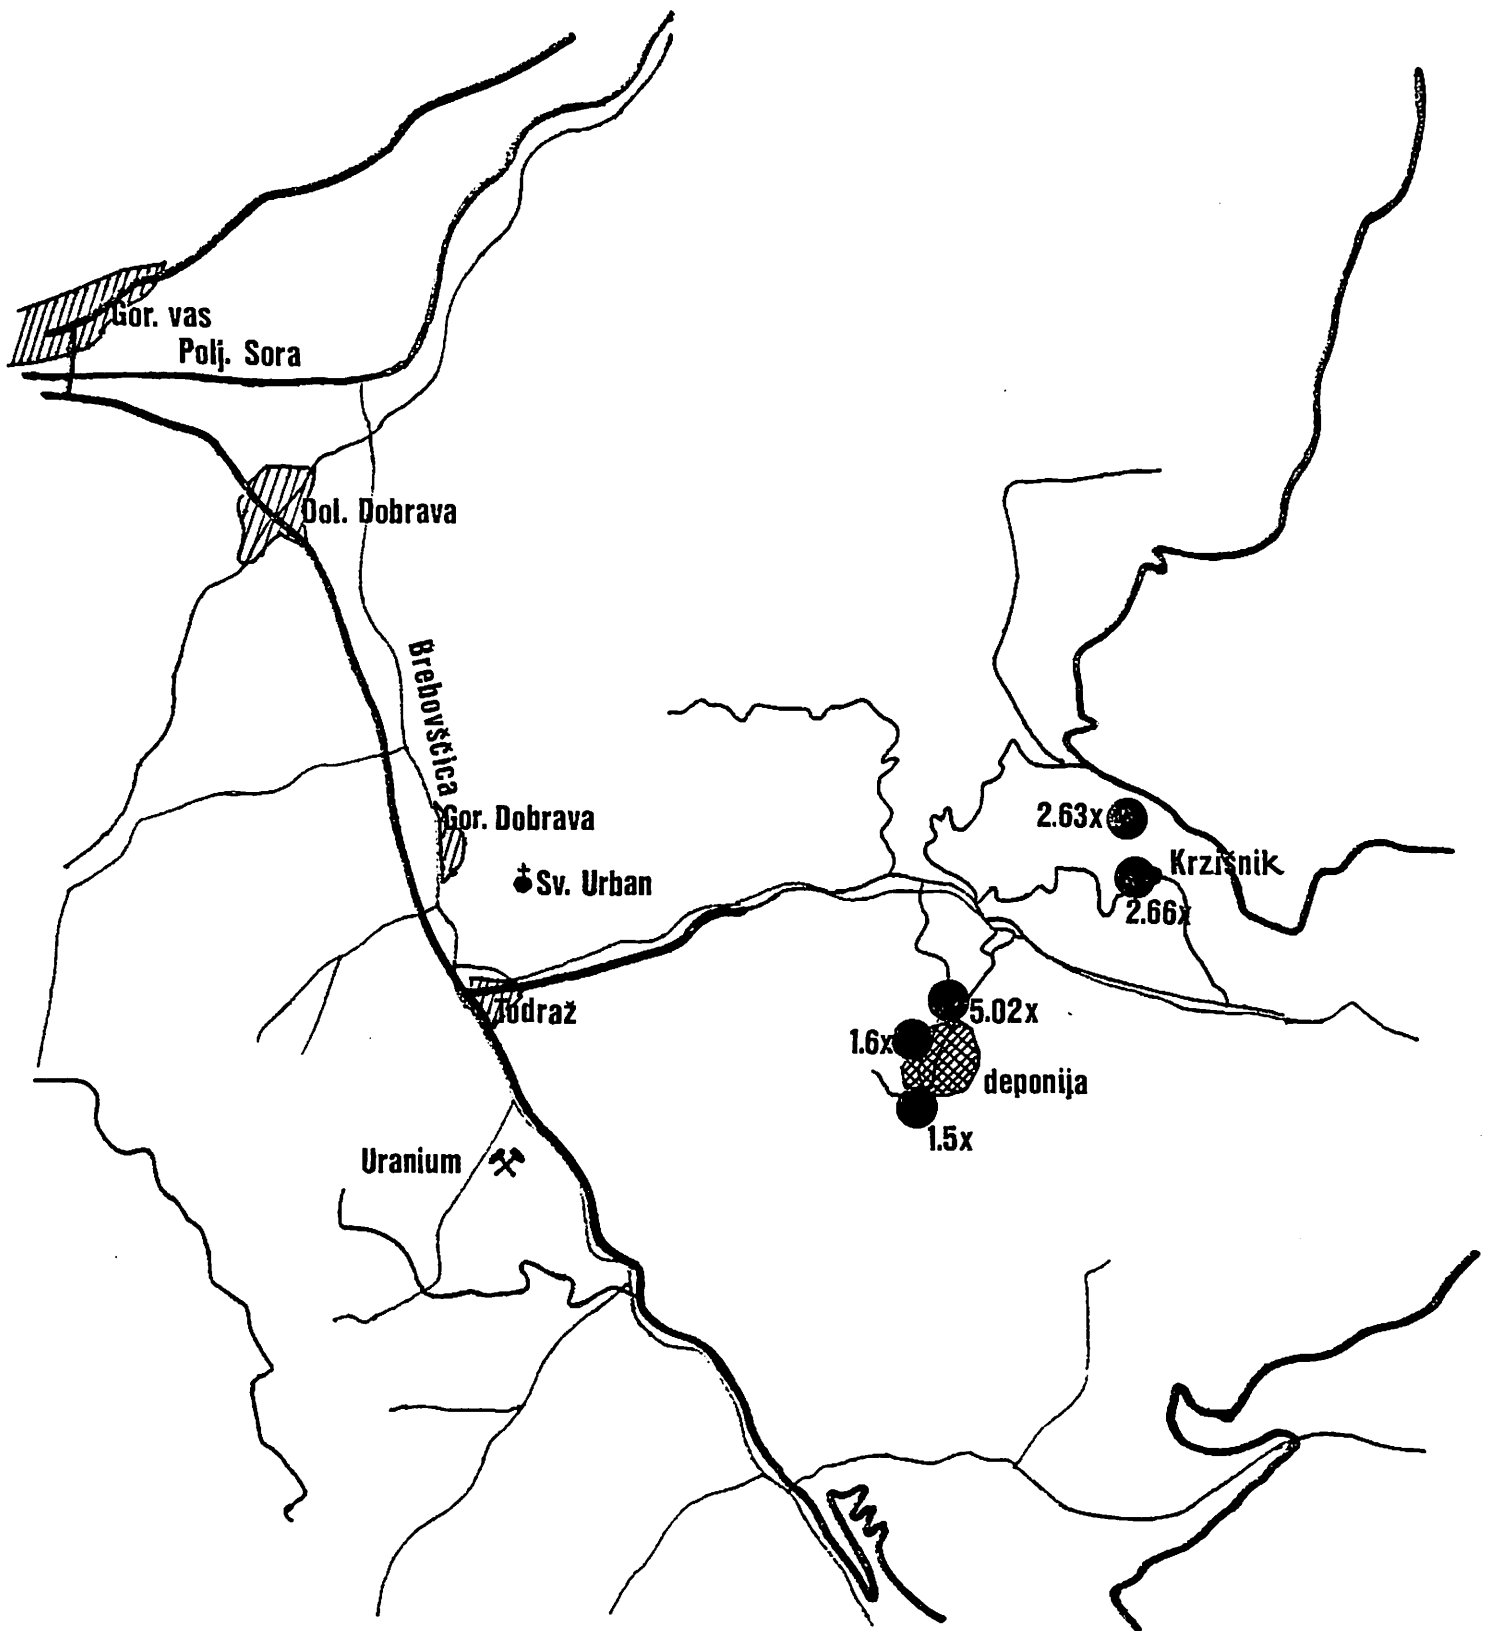 Gor. vas
Polj. Sora
Dol. Dobrava
Brebovščica
Gor. Dobrava
Sv. Urban
2.63x
Krzišnik
2.66x
Todraž
5.02x
1.6x
deponija
1.5x
Uranium